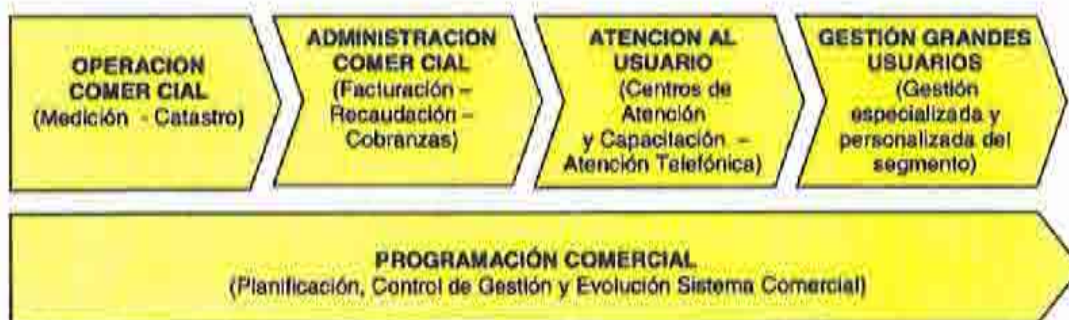 OPERACION
COMER CIAL
(Medición - Catastro)
ADMINISTRACION
COMER CIAL
(Facturación –
Recaudación –
Cobranzas)
ATENCION AL
USUARIO
(Centros de
Atención
y Capacitación –
Atención Telefónica)
GESTIÓN GRANDES
USUARIOS
(Gestión
especializada y
personalizada del
segmento)
PROGRAMACIÓN COMERCIAL
(Planificación, Control de Gestión y Evolución Sistema Comercial)